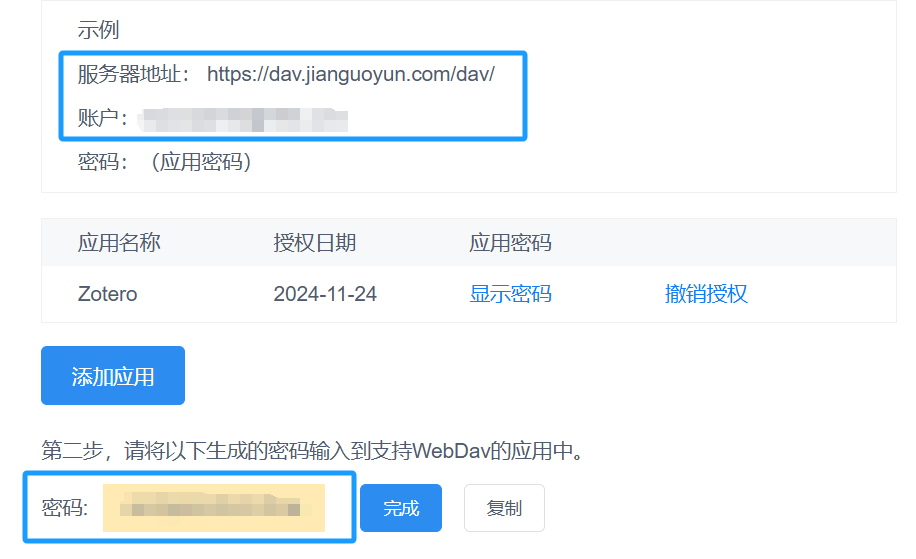 示例
服务器地址： https://dav.jianguoyun.com/dav/
账户：
密码： （应用密码）
应用名称 授权日期 应用密码
Zotero 2024-11-24 显示密码 撤销授权
添加应用
第二步，请将以下生成的密码输入到支持WebDav的应用中。
密码: 完成 复制